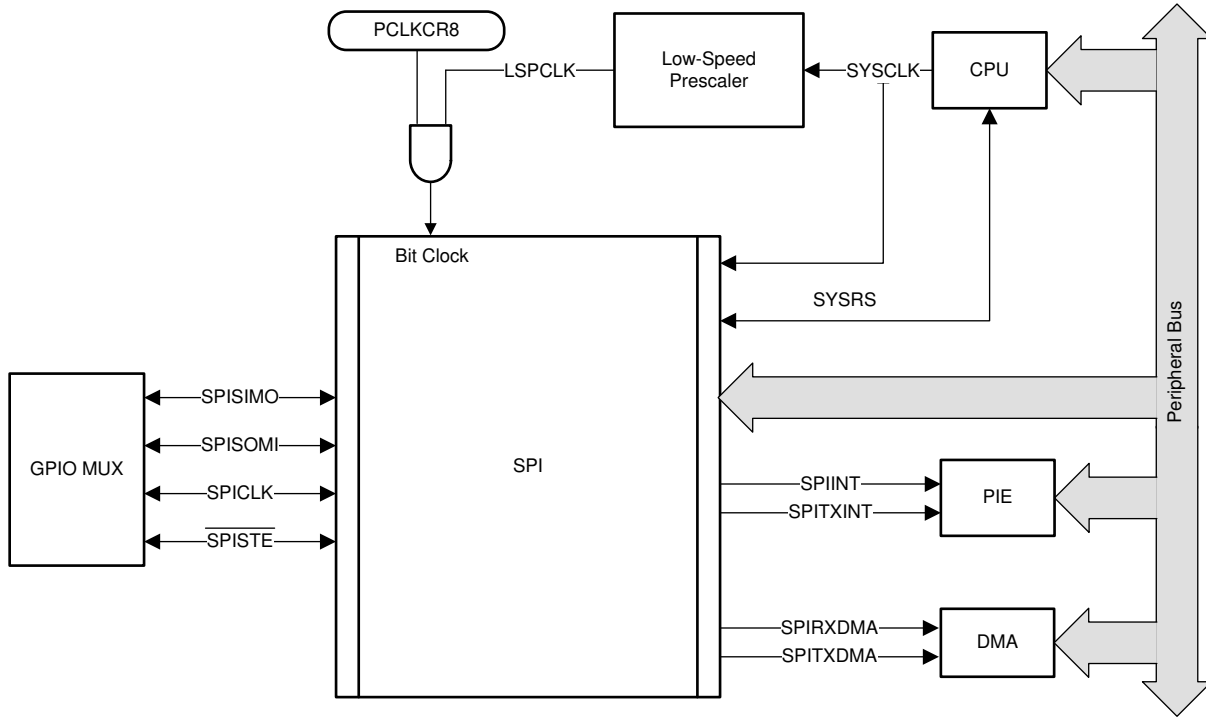 PCLKCR8
LSPCLK
Low-Speed
Prescaler
SYSCLK
CPU
Bit Clock
SYSRS
Peripheral Bus
GPIO MUX
SPISIMO
SPISOMI
SPICLK
SPISTE
SPI
SPIINT
SPITXINT
PIE
SPIRXDMA
SPITXDMA
DMA